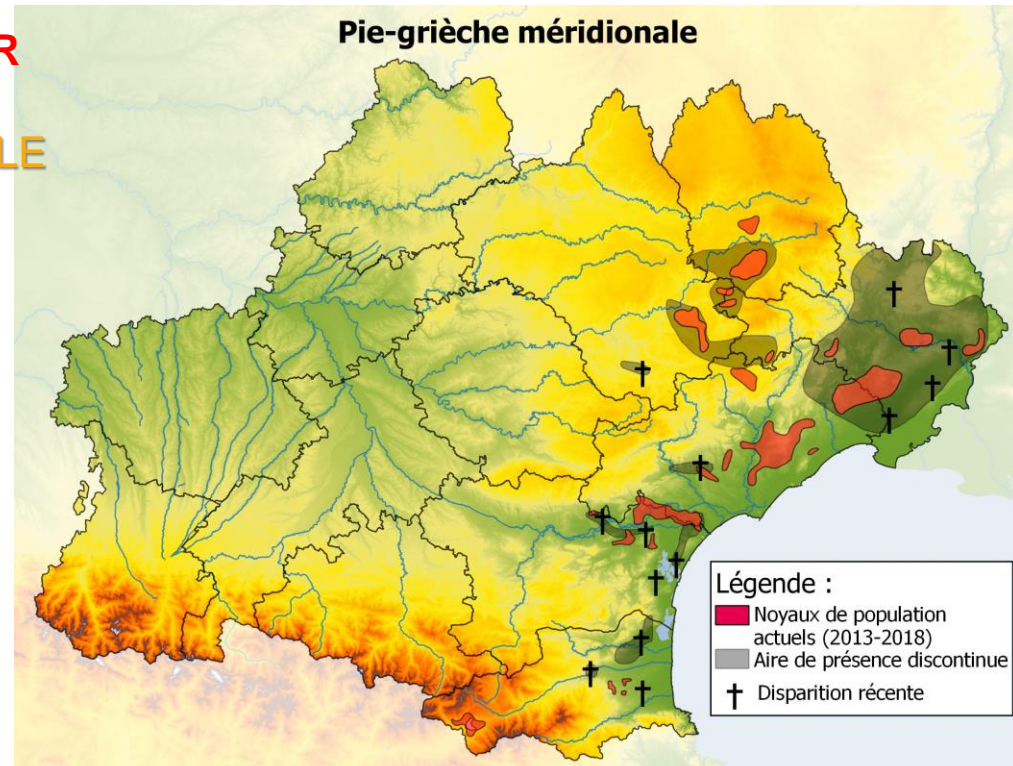 Pie-grièche méridionale
R
LE
Légende :
Noyaux de population
actuels (2013-2018)
Aire de présence discontinue
Disparition récente